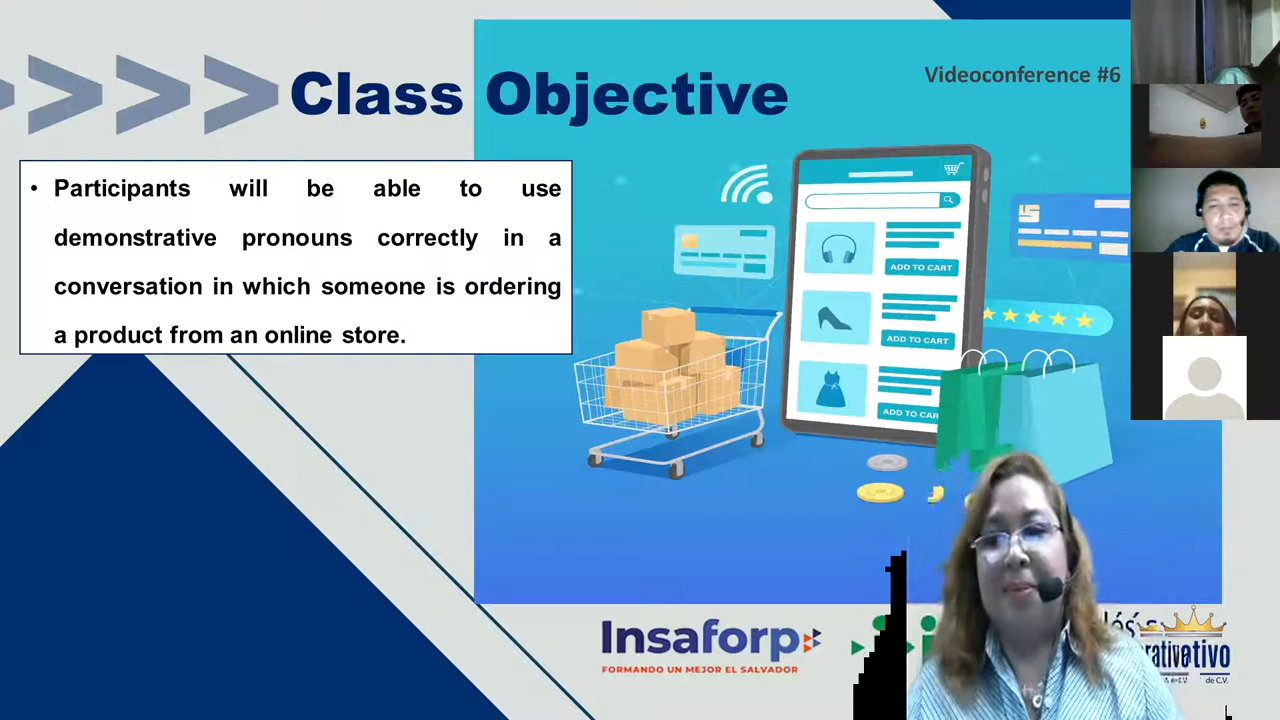 Class Objective
Videoconference #6
• Participants will be able to use
demonstrative pronouns correctly in a
conversation in which someone is ordering
a product from an online store.
ADD TO CART
ADD TO CART
Insaforp
FORMANDO UN MEJOR EL SALVADOR
de C.V.